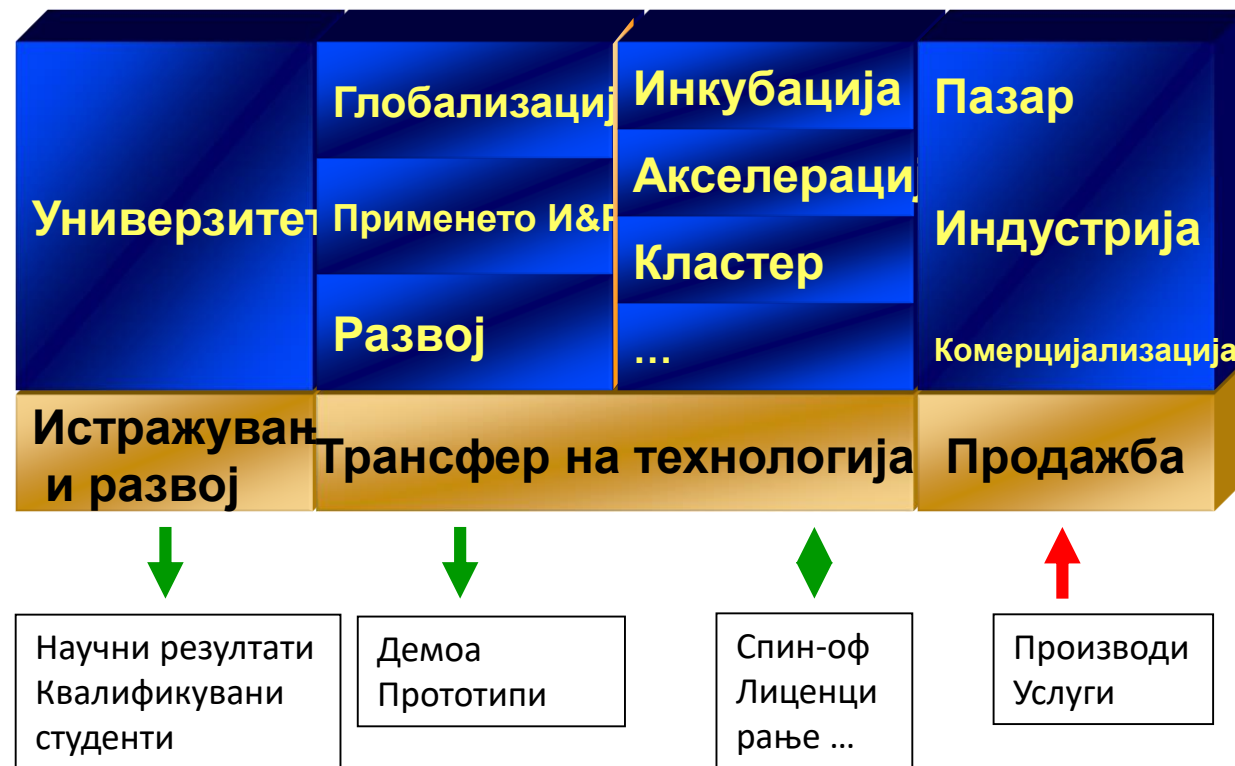 Универзитет
Глобализациј
Применето И&Р
Развој
Инкубација
Акселерациј
Кластер
...
Пазар
Индустрија
Комерцијализација
Истражувањ
и развој
Трансфер на технологија
Продажба
Научни резултати
Квалификувани
студенти
Демоа
Прототипи
Спин-оф
Лиценци
рање ...
Производи
Услуги